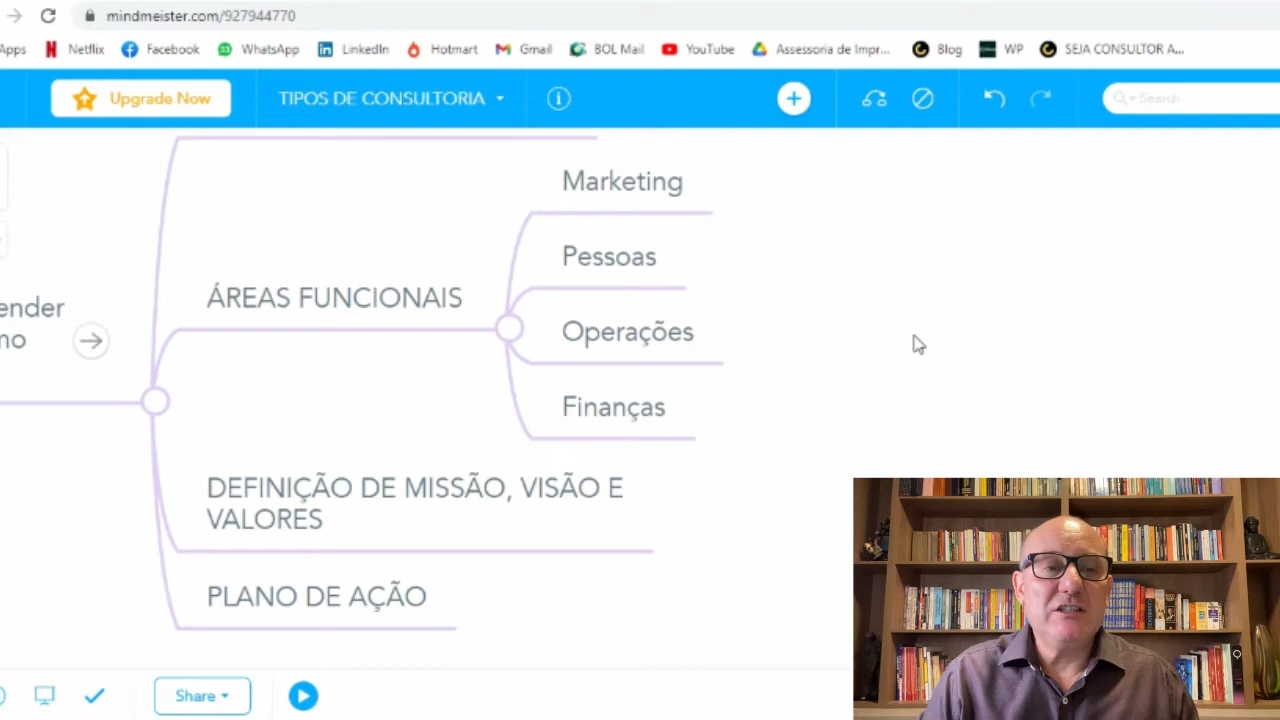 mindmeister.com/927944770
Apps Netflix Facebook WhatsApp LinkedIn Hotmart Gmail BOL Mail YouTube Assessoria de Impr... Blog WP SEJA CONSULTOR A...
Upgrade Now TIPOS DE CONSULTORIA Search
Marketing
Pessoas
ÁREAS FUNCIONAIS
ender
mo
Operações
Finanças
DEFINIÇÃO DE MISSÃO, VISÃO E
VALORES
PLANO DE AÇÃO
Share